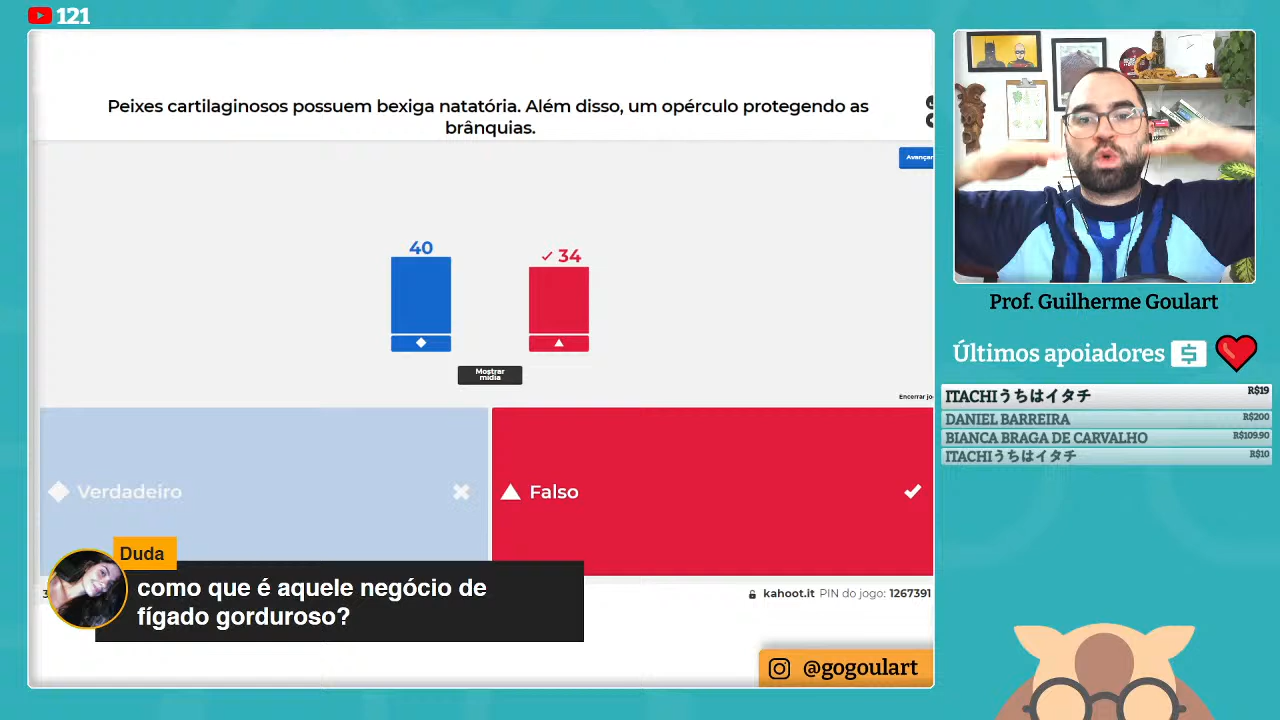 121
Peixes cartilaginosos possuem bexiga natatória. Além disso, um opérculo protegendo as
brânquias.
Avançar
40
34
Mostrar
mídia
Encerrar jo
Verdadeiro
Falso
Duda
como que é aquele negócio de
fígado gorduroso?
3
kahoot.it PIN do jogo: 1267391
@gogoulart
Prof. Guilherme Goulart
Últimos apoiadores
ITACHIうちはイタチ R$19
DANIEL BARREIRA R$200
BIANCA BRAGA DE CARVALHO R$109.90
ITACHIうちはイタチ R$10